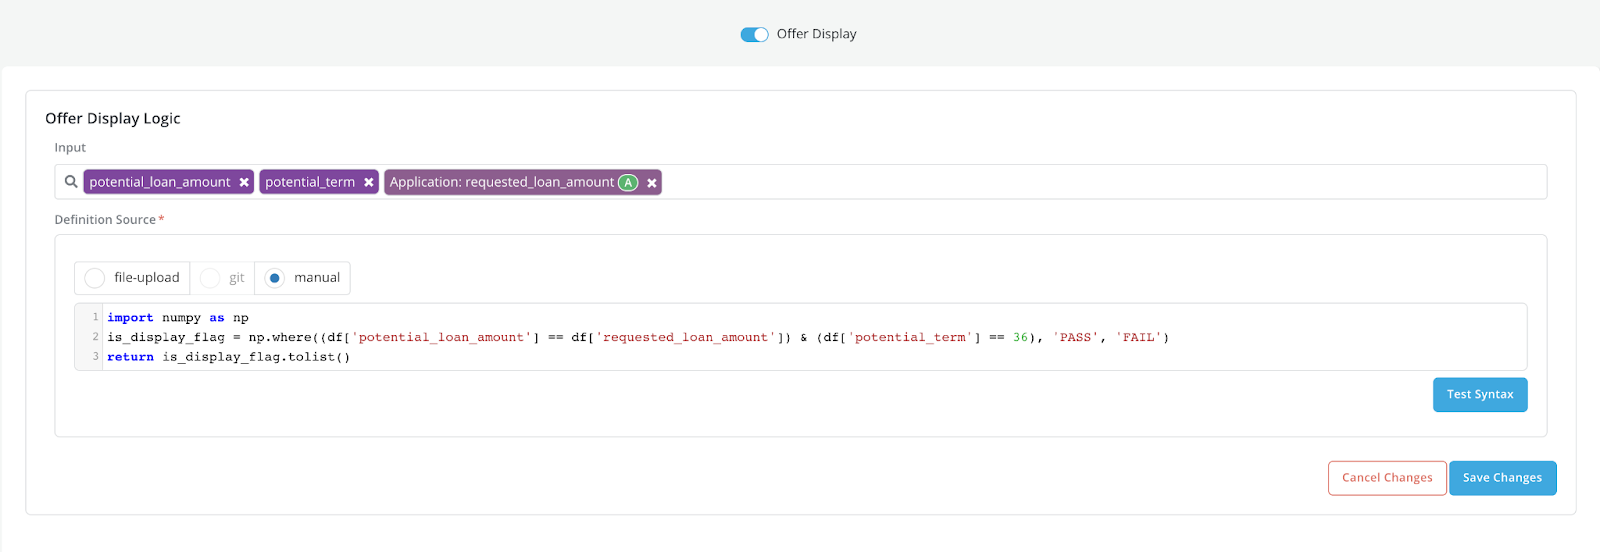 Offer Display
Offer Display Logic
Input
potential_loan_amount × potential_term × Application: requested_loan_amount A ×
Definition Source*
file-upload git manual
1 import numpy as np
2 is_display_flag = np.where((df['potential_loan_amount'] == df['requested_loan_amount']) & (df['potential_term'] == 36), 'PASS', 'FAIL')
3 return is_display_flag.tolist()
Test Syntax
Cancel Changes Save Changes